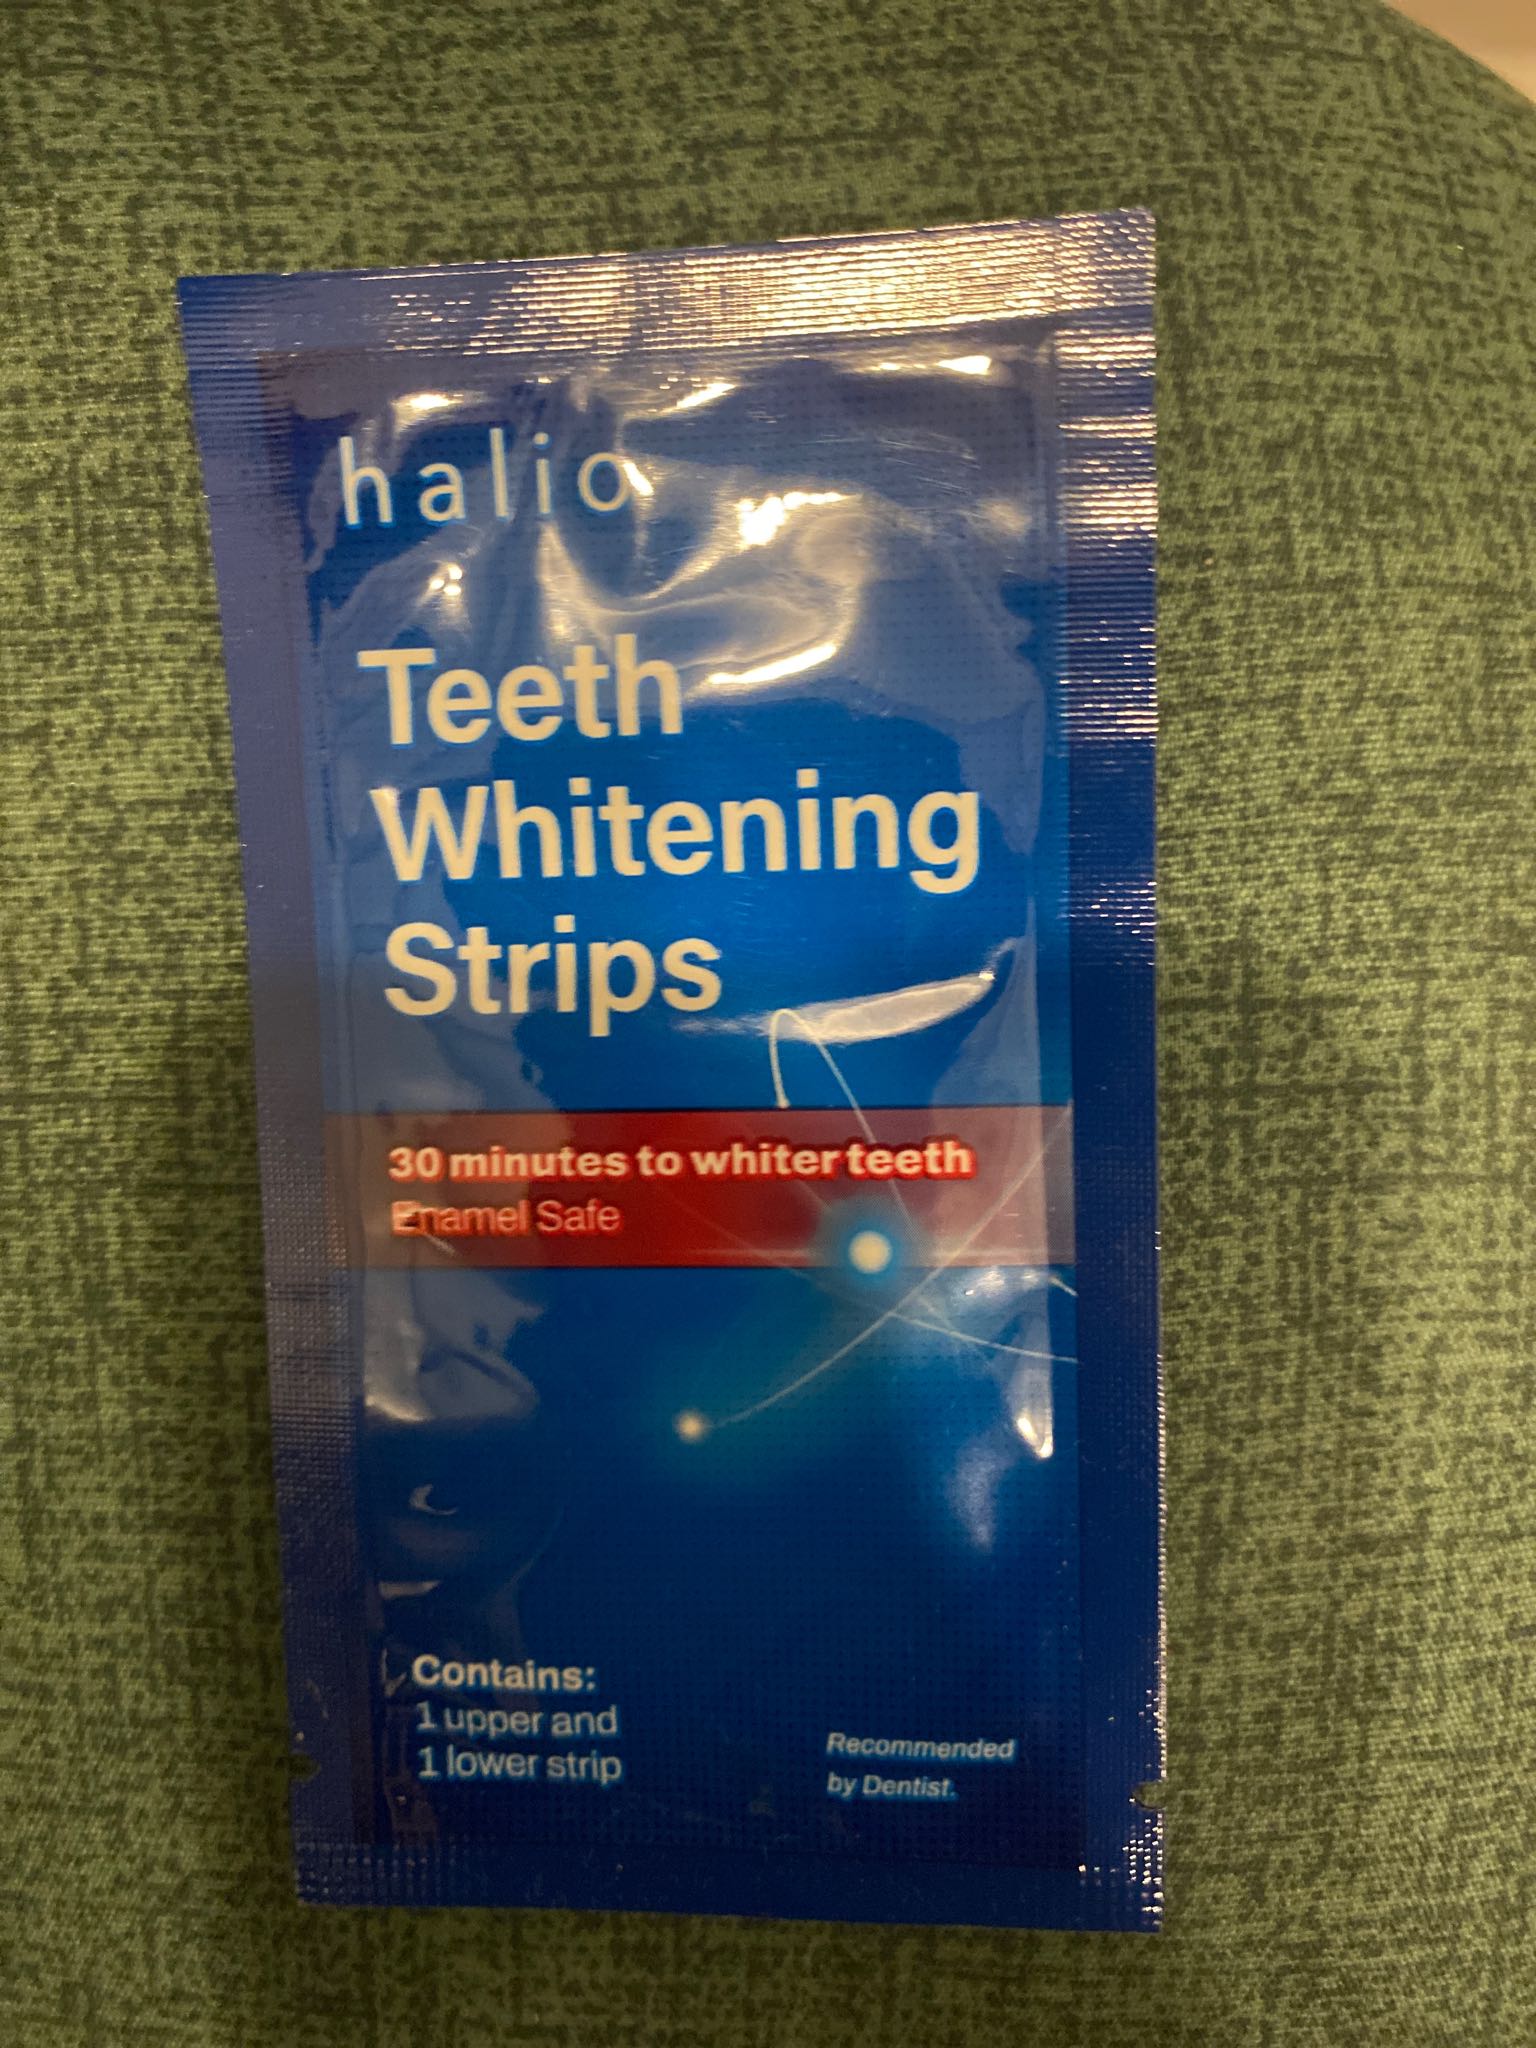 halio
Teeth
Whitening
Strips
30 minutes to whiter teeth
Enamel Safe
Contains:
1 upper and
1 lower strip
Recommended
by Dentist.